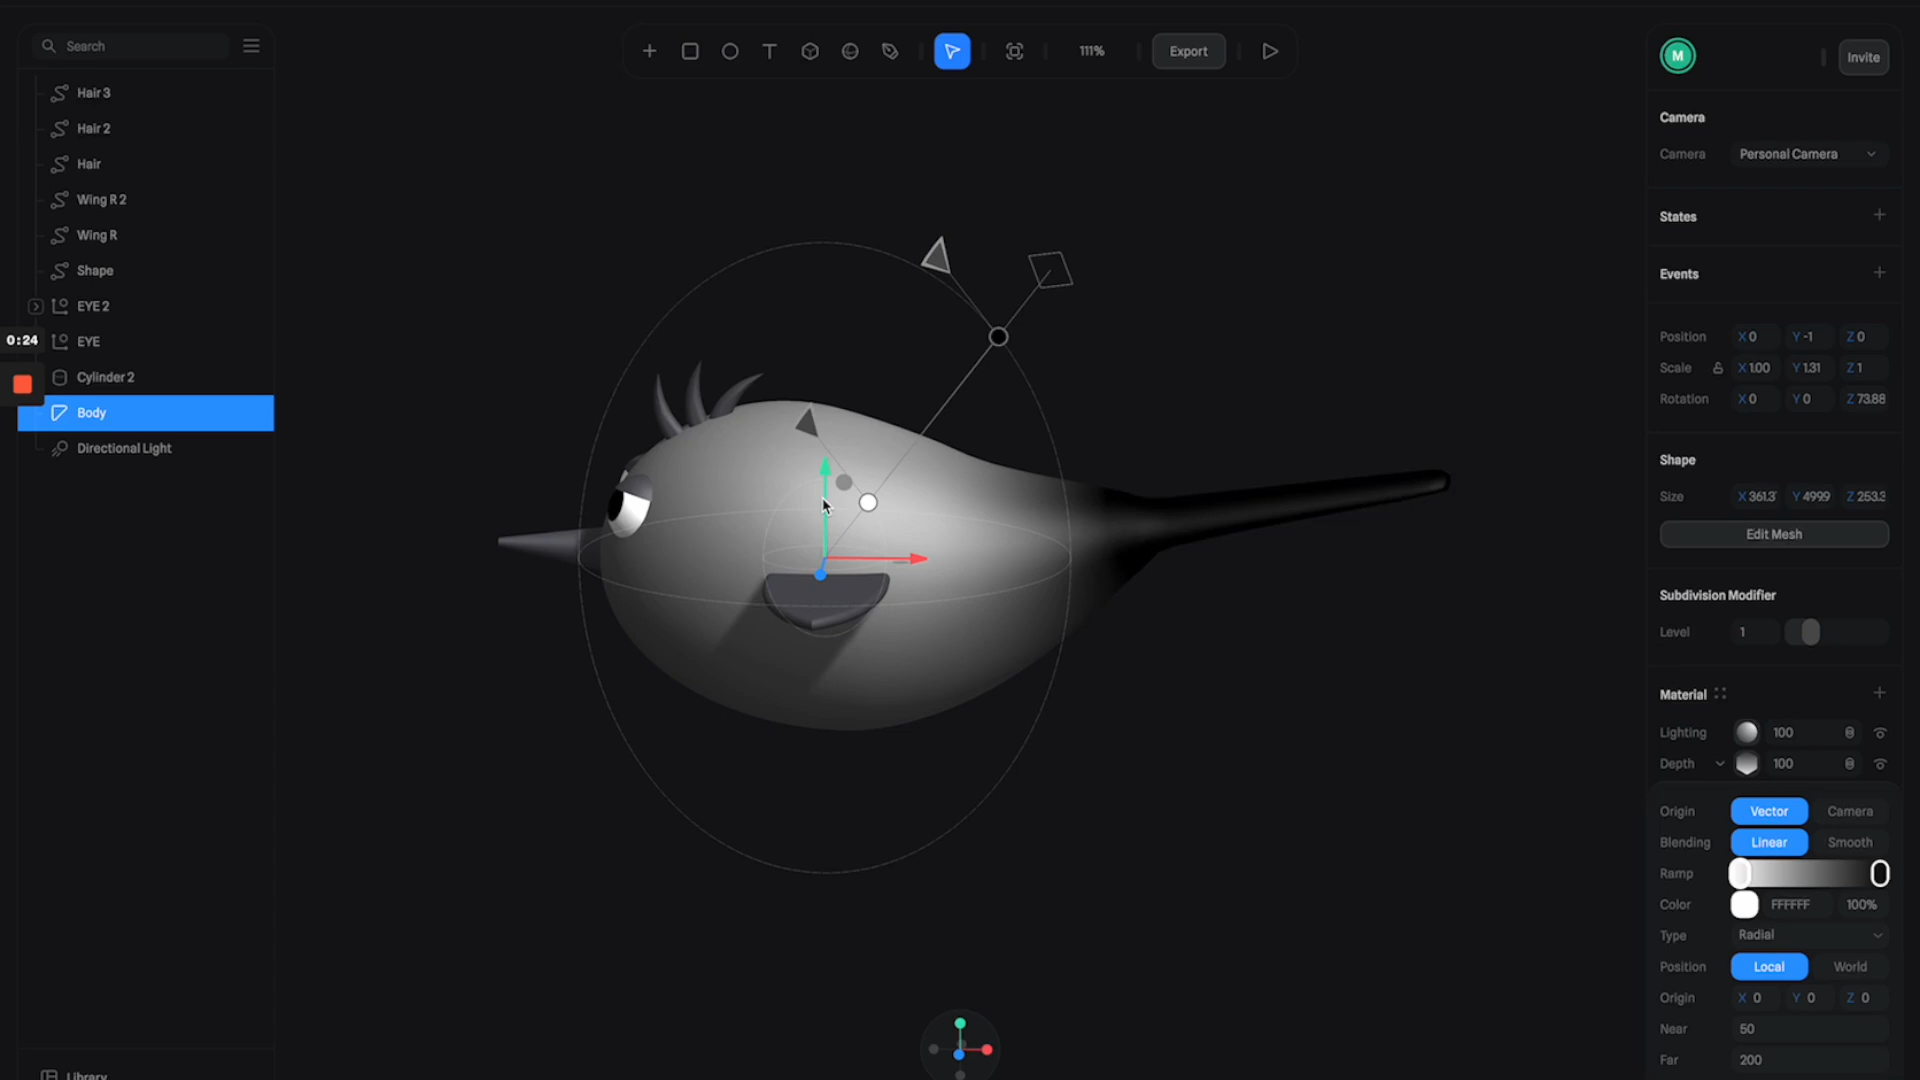 Search
Hair 3
Hair 2
Hair
Wing R 2
Wing R
Shape
EYE 2
0:24
EYE
Cylinder 2
Body
Directional Light
Library
T
111%
Export
M
Invite
Camera
Camera Personal Camera
States
Events
Position X 0 Y -1 Z 0
Scale X 1.00 Y 1.31 Z 1
Rotation X 0 Y 0 Z 73.88
Shape
Size X 361.3 Y 4999 Z 253.3
Edit Mesh
Subdivision Modifier
Level 1
Material
Lighting 100
Depth 100
Origin Vector Camera
Blending Linear Smooth
Ramp
Color FFFFFF 100%
Type Radial
Position Local World
Origin X 0 Y 0 Z 0
Near 50
Far 200